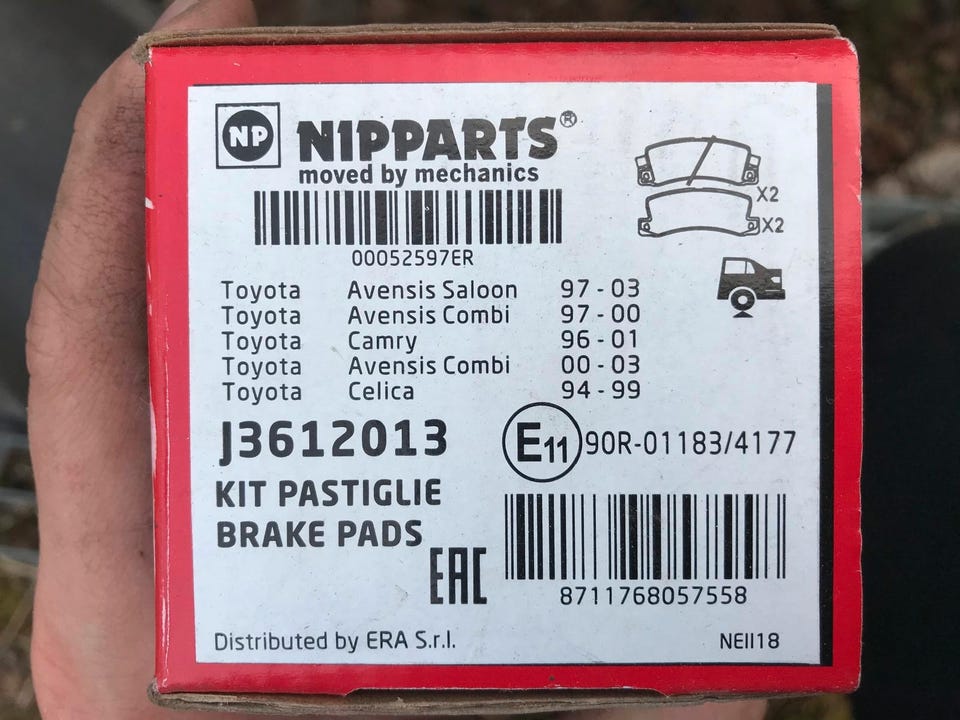 NP NIPPARTS®
moved by mechanics
00052597ER
X2
X2
Toyota Avensis Saloon 97 - 03
Toyota Avensis Combi 97 - 00
Toyota Camry 96 - 01
Toyota Avensis Combi 00 - 03
Toyota Celica 94 - 99
J3612013 E11 90R-01183/4177
KIT PASTIGLIE
BRAKE PADS
EAC
8711768057558
Distributed by ERA S.r.l. NEII18